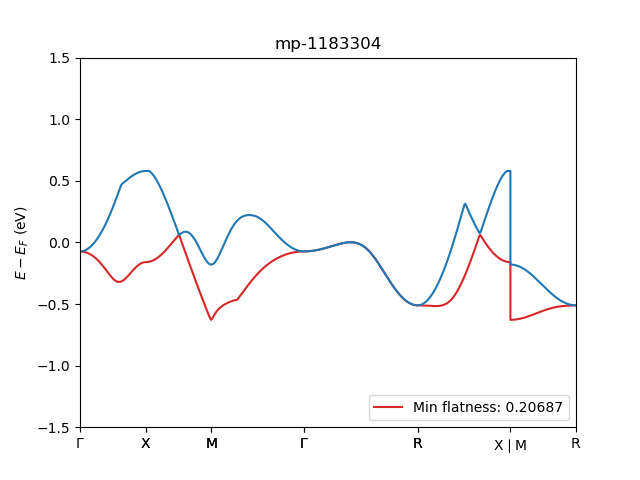 mp-1183304
E − E_F (eV)
1.5
1.0
0.5
0.0
−0.5
−1.0
−1.5
Min flatness: 0.20687
Γ X M Γ R X | M R